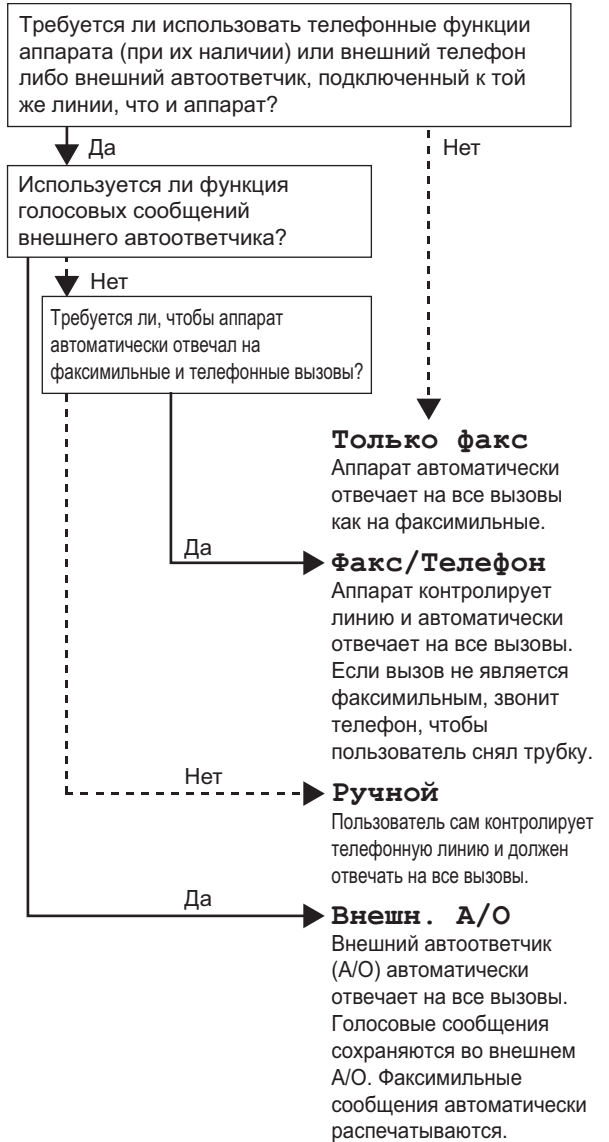 Требуется ли использовать телефонные функции
аппарата (при их наличии) или внешний телефон
либо внешний автоответчик, подключенный к той
же линии, что и аппарат?
Да
Нет
Используется ли функция
голосовых сообщений
внешнего автоответчика?
Нет
Требуется ли, чтобы аппарат
автоматически отвечал на
факсимильные и телефонные вызовы?
Только факс
Аппарат автоматически
отвечает на все вызовы
как на факсимильные.
Да
Факс/Телефон
Аппарат контролирует
линию и автоматически
отвечает на все вызовы.
Если вызов не является
факсимильным, звонит
телефон, чтобы
пользователь снял трубку.
Нет
Ручной
Пользователь сам контролирует
телефонную линию и должен
отвечать на все вызовы.
Да
Внешн. А/О
Внешний автоответчик
(А/О) автоматически
отвечает на все вызовы.
Голосовые сообщения
сохраняются во внешнем
А/О. Факсимильные
сообщения автоматически
распечатываются.